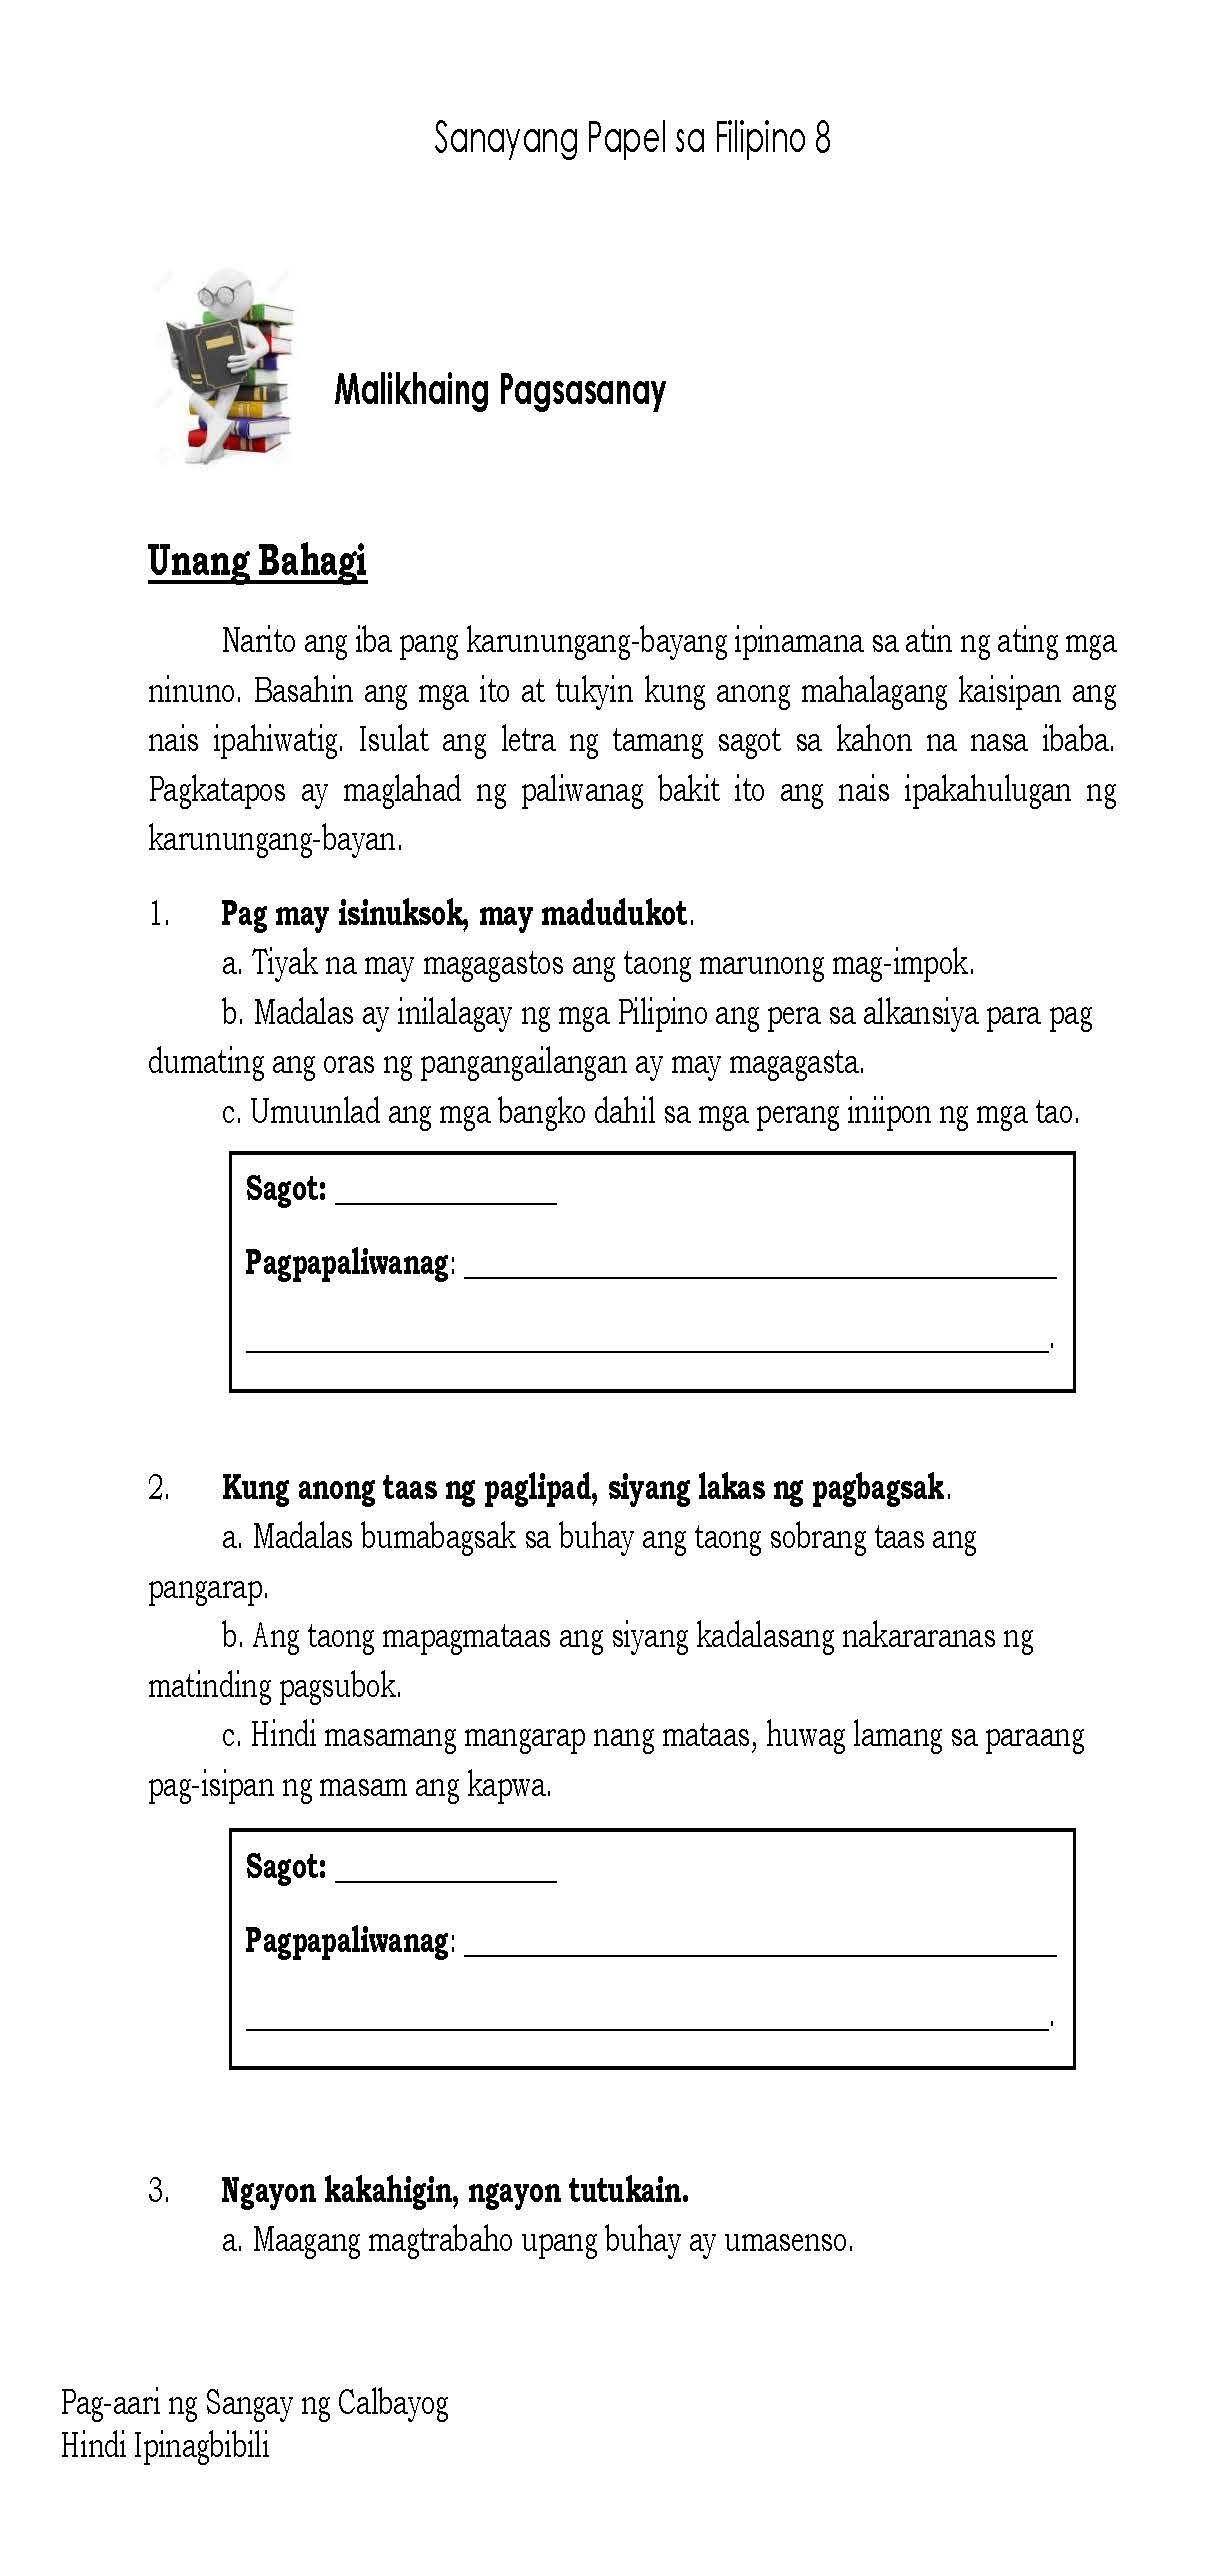 Sanayang Papel sa Filipino 8
Malikhaing Pagsasanay
Unang Bahagi
Narito ang iba pang karunungang-bayang ipinamana sa atin ng ating mga
ninuno. Basahin ang mga ito at tukyin kung anong mahalagang kaisipan ang
nais ipahiwatig. Isulat ang letra ng tamang sagot sa kahon na nasa ibaba.
Pagkatapos ay maglahad ng paliwanag bakit ito ang nais ipakahulugan ng
karunungang-bayan.
1. Pag may isinuksok, may madudukot.
a. Tiyak na may magagastos ang taong marunong mag-impok.
b. Madalas ay inilalagay ng mga Pilipino ang pera sa alkansiya para pag
dumating ang oras ng pangangailangan ay may magagasta.
c. Umuunlad ang mga bangko dahil sa mga perang iniipon ng mga tao.
Sagot: _______________
Pagpapaliwanag: ________________________________________
______________________________________________________.
2. Kung anong taas ng paglipad, siyang lakas ng pagbagsak.
a. Madalas bumabagsak sa buhay ang taong sobrang taas ang
pangarap.
b. Ang taong mapagmataas ang siyang kadalasang nakararanas ng
matinding pagsubok.
c. Hindi masamang mangarap nang mataas, huwag lamang sa paraang
pag-isipan ng masam ang kapwa.
Sagot: _______________
Pagpapaliwanag: ________________________________________
______________________________________________________.
3. Ngayon kakahigin, ngayon tutukain.
a. Maagang magtrabaho upang buhay ay umasenso.
Pag-aari ng Sangay ng Calbayog
Hindi Ipinagbibili